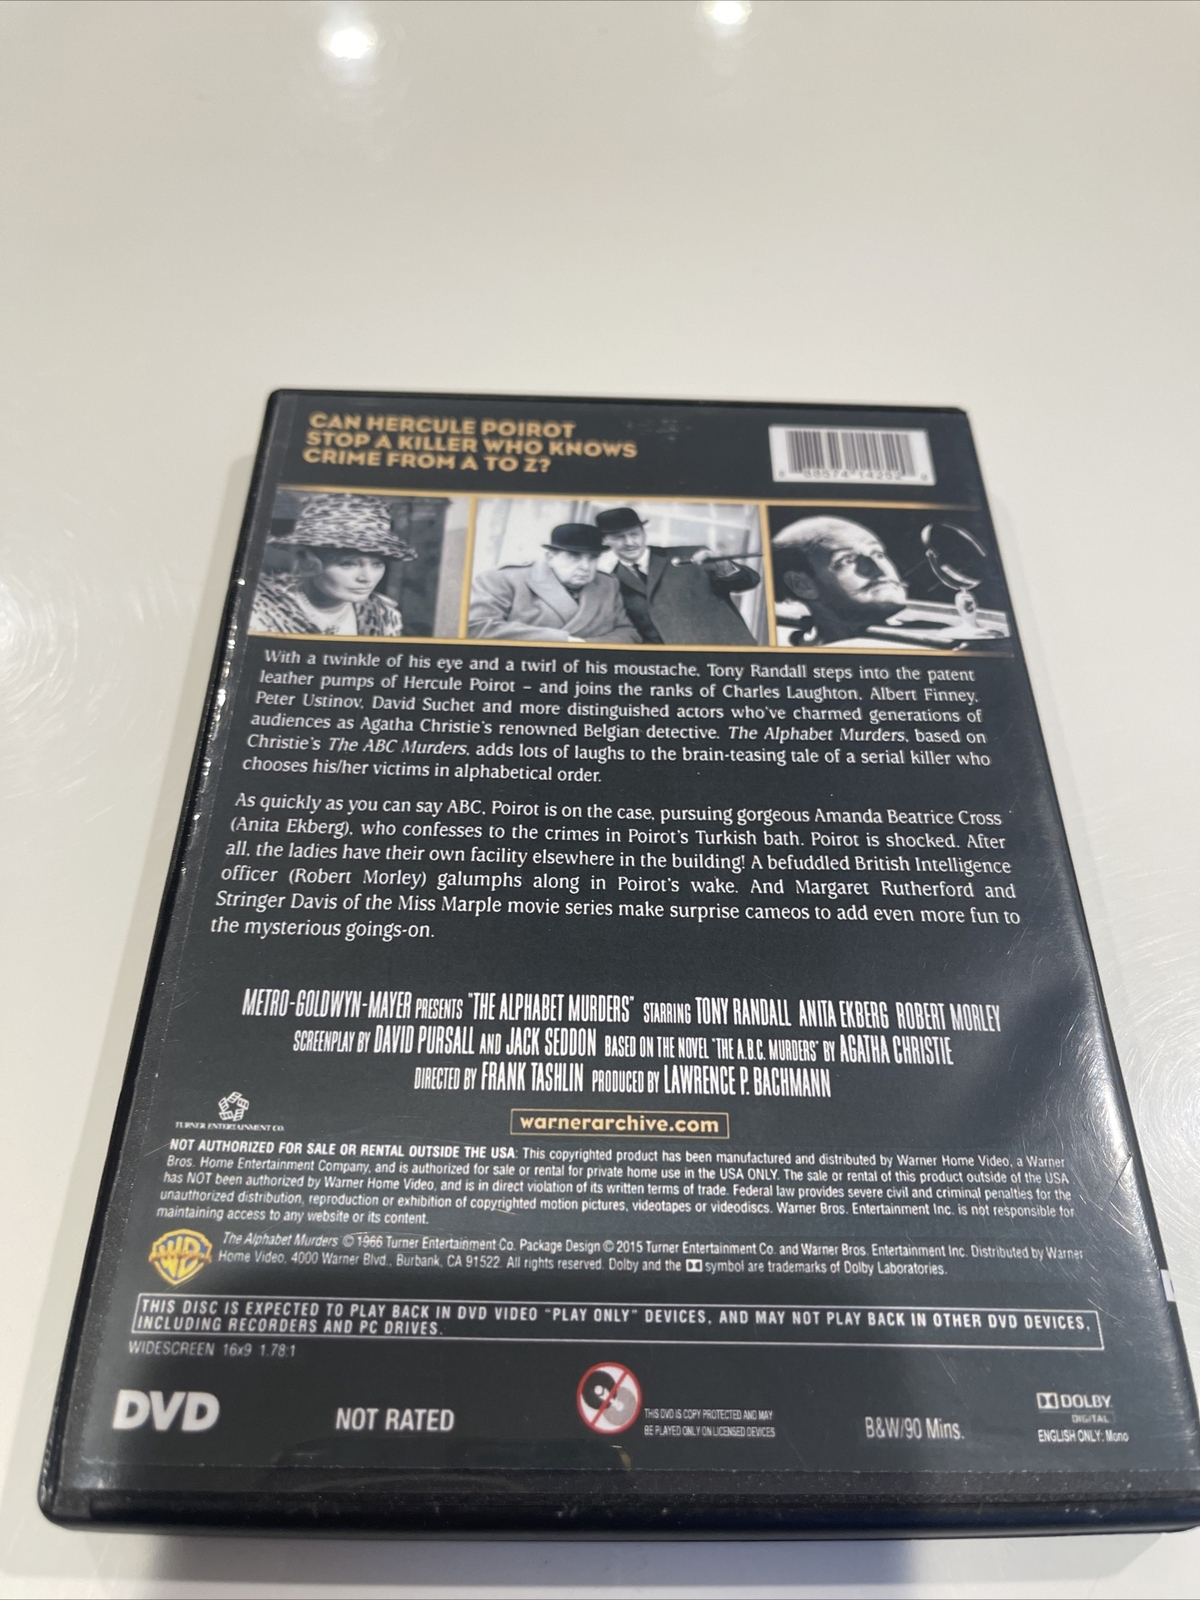 CAN HERCULE POIROT
STOP A KILLER WHO KNOWS
CRIME FROM A TO Z?
88574 14252
With a twinkle of his eye and a twirl of his moustache, Tony Randall steps into the patent
leather pumps of Hercule Poirot – and joins the ranks of Charles Laughton, Albert Finney,
Peter Ustinov, David Suchet and more distinguished actors who've charmed generations of
audiences as Agatha Christie's renowned Belgian detective. The Alphabet Murders, based on
Christie's The ABC Murders, adds lots of laughs to the brain-teasing tale of a serial killer who
chooses his/her victims in alphabetical order.
As quickly as you can say ABC, Poirot is on the case, pursuing gorgeous Amanda Beatrice Cross
(Anita Ekberg), who confesses to the crimes in Poirot's Turkish bath. Poirot is shocked. After
all, the ladies have their own facility elsewhere in the building! A befuddled British Intelligence
officer (Robert Morley) galumphs along in Poirot's wake. And Margaret Rutherford and
Stringer Davis of the Miss Marple movie series make surprise cameos to add even more fun to
the mysterious goings-on.
METRO-GOLDWYN-MAYER PRESENTS "THE ALPHABET MURDERS" STARRING TONY RANDALL ANITA EKBERG ROBERT MORLEY
SCREENPLAY BY DAVID PURSALL AND JACK SEDDON BASED ON THE NOVEL "THE A.B.C. MURDERS" BY AGATHA CHRISTIE
DIRECTED BY FRANK TASHLIN PRODUCED BY LAWRENCE P. BACHMANN
TURNER ENTERTAINMENT CO.
warnerarchive.com
NOT AUTHORIZED FOR SALE OR RENTAL OUTSIDE THE USA: This copyrighted product has been manufactured and distributed by Warner Home Video, a Warner
Bros. Home Entertainment Company, and is authorized for sale or rental for private home use in the USA ONLY. The sale or rental of this product outside of the USA
has NOT been authorized by Warner Home Video, and is in direct violation of its written terms of trade. Federal law provides severe civil and criminal penalties for the
unauthorized distribution, reproduction or exhibition of copyrighted motion pictures, videotapes or videodiscs. Warner Bros. Entertainment Inc. is not responsible for
maintaining access to any website or its content.
WB
The Alphabet Murders © 1966 Turner Entertainment Co. Package Design © 2015 Turner Entertainment Co. and Warner Bros. Entertainment Inc. Distributed by Warner
Home Video, 4000 Warner Blvd., Burbank, CA 91522. All rights reserved. Dolby and the symbol are trademarks of Dolby Laboratories.
THIS DISC IS EXPECTED TO PLAY BACK IN DVD VIDEO "PLAY ONLY" DEVICES, AND MAY NOT PLAY BACK IN OTHER DVD DEVICES,
INCLUDING RECORDERS AND PC DRIVES.
WIDESCREEN 16x9 1.78:1
DVD
NOT RATED
THIS DVD IS COPY PROTECTED AND MAY
BE PLAYED ONLY ON LICENSED DEVICES
B&W/90 Mins.
DOLBY
DIGITAL
ENGLISH ONLY: Mono